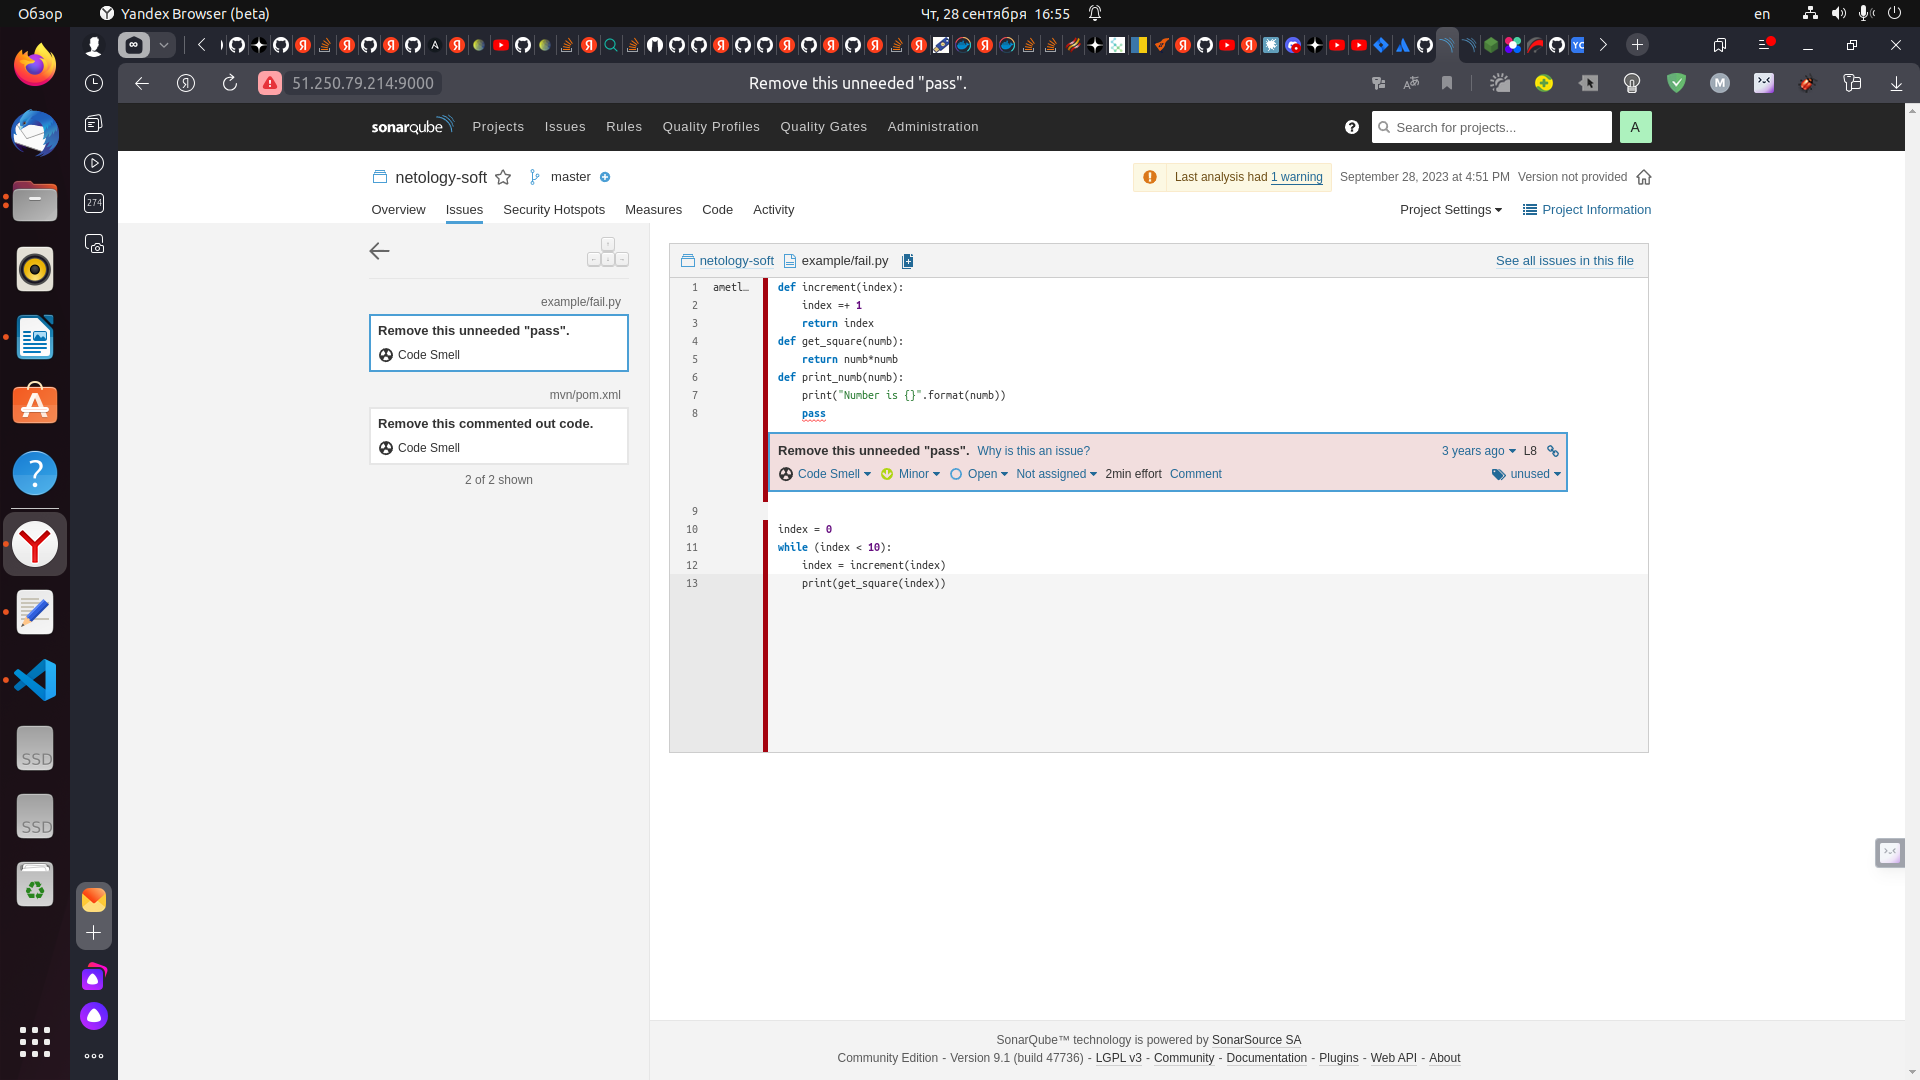 Обзор
Yandex Browser (beta)
Чт, 28 сентября 16:55
en
51.250.79.214:9000
Remove this unneeded "pass".
sonarqube
Projects
Issues
Rules
Quality Profiles
Quality Gates
Administration
Search for projects...
A
netology-soft
master
Last analysis had 1 warning
September 28, 2023 at 4:51 PM
Version not provided
Overview
Issues
Security Hotspots
Measures
Code
Activity
Project Settings
Project Information
274
example/fail.py
Remove this unneeded "pass".
Code Smell
mvn/pom.xml
Remove this commented out code.
Code Smell
2 of 2 shown
netology-soft
example/fail.py
See all issues in this file
1 ametl… def increment(index):
2 index =+ 1
3 return index
4 def get_square(numb):
5 return numb*numb
6 def print_numb(numb):
7 print("Number is {}".format(numb))
8 pass
Remove this unneeded "pass". Why is this an issue? 3 years ago L8
Code Smell Minor Open Not assigned 2min effort Comment unused
9
10 index = 0
11 while (index < 10):
12 index = increment(index)
13 print(get_square(index))
SSD
SSD
SonarQube™ technology is powered by SonarSource SA
Community Edition - Version 9.1 (build 47736) - LGPL v3 - Community - Documentation - Plugins - Web API - About